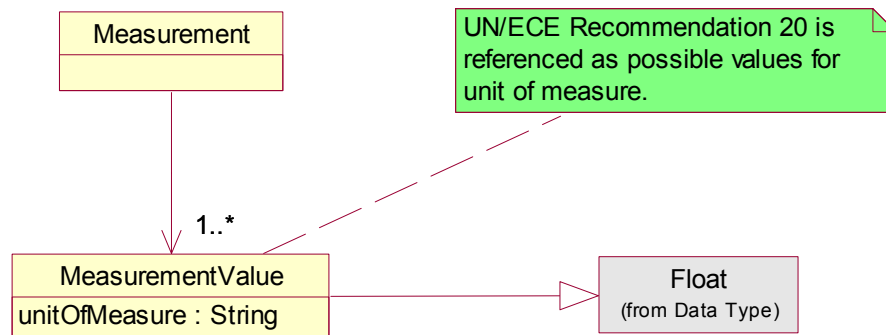 Measurement
UN/ECE Recommendation 20 is
referenced as possible values for
unit of measure.
1..*
MeasurementValue
unitOfMeasure : String
Float
(from Data Type)